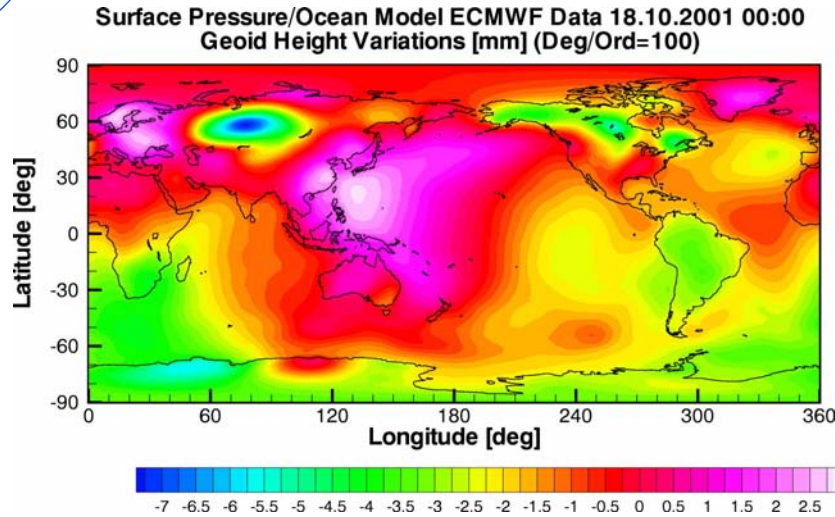 Surface Pressure/Ocean Model ECMWF Data 18.10.2001 00:00
Geoid Height Variations [mm] (Deg/Ord=100)
90
60
30
0
-30
-60
-90
Latitude [deg]
0 60 120 180 240 300 360
Longitude [deg]
-7 -6.5 -6 -5.5 -5 -4.5 -4 -3.5 -3 -2.5 -2 -1.5 -1 -0.5 0 0.5 1 1.5 2 2.5